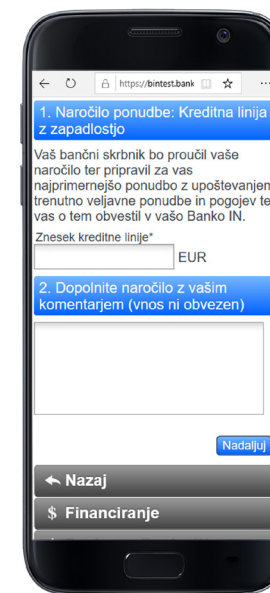 https://bintest.bank
1. Naročilo ponudbe: Kreditna linija
z zapadlostjo
Vaš bančni skrbnik bo proučil vaše
naročilo ter pripravil za vas
najprimernejšo ponudbo z upoštevanjem
trenutno veljavne ponudbe in pogojev te
vas o tem obvestil v vašo Banko IN.
Znesek kreditne linije*
EUR
2. Dopolnite naročilo z vašim
komentarjem (vnos ni obvezen)
Nadaljuj
Nazaj
$ Financiranje